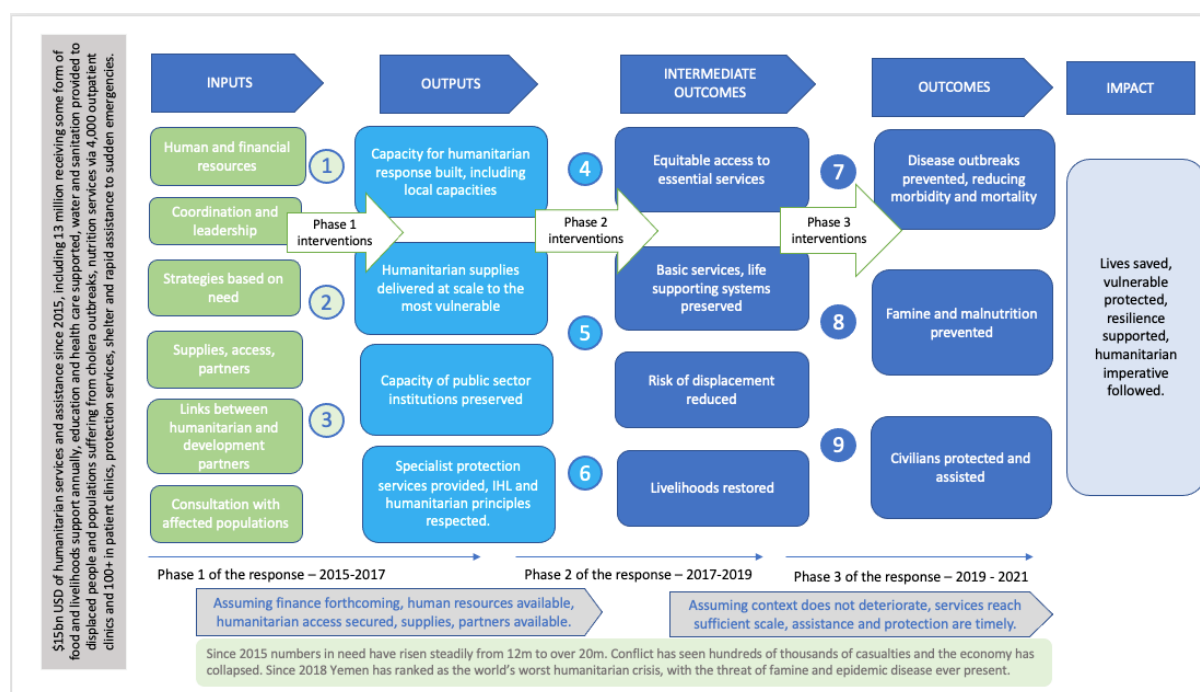 $15bn USD of humanitarian services and assistance since 2015, including 13 million receiving some form of
food and livelihoods support annually, education and health care supported, water and sanitation provided to
displaced people and populations suffering from cholera outbreaks, nutrition services via 4,000 outpatient
clinics and 100+ in patient clinics, protection services, shelter and rapid assistance to sudden emergencies.
INPUTS
OUTPUTS
INTERMEDIATE
OUTCOMES
OUTCOMES
IMPACT
Human and financial
resources
Coordination and
leadership
Strategies based on
need
Supplies, access,
partners
Links between
humanitarian and
development
partners
Consultation with
affected populations
1
2
3
Phase 1
interventions
Capacity for humanitarian
response built, including
local capacities
Humanitarian supplies
delivered at scale to the
most vulnerable
Capacity of public sector
institutions preserved
Specialist protection
services provided, IHL and
humanitarian principles
respected.
4
5
6
Phase 2
interventions
Equitable access to
essential services
Basic services, life
supporting systems
preserved
Risk of displacement
reduced
Livelihoods restored
7
8
9
Phase 3
interventions
Disease outbreaks
prevented, reducing
morbidity and mortality
Famine and malnutrition
prevented
Civilians protected and
assisted
Lives saved,
vulnerable
protected,
resilience
supported,
humanitarian
imperative
followed.
Phase 1 of the response – 2015-2017
Phase 2 of the response – 2017-2019
Phase 3 of the response – 2019 - 2021
Assuming finance forthcoming, human resources available,
humanitarian access secured, supplies, partners available.
Assuming context does not deteriorate, services reach
sufficient scale, assistance and protection are timely.
Since 2015 numbers in need have risen steadily from 12m to over 20m. Conflict has seen hundreds of thousands of casualties and the economy has
collapsed. Since 2018 Yemen has ranked as the world's worst humanitarian crisis, with the threat of famine and epidemic disease ever present.